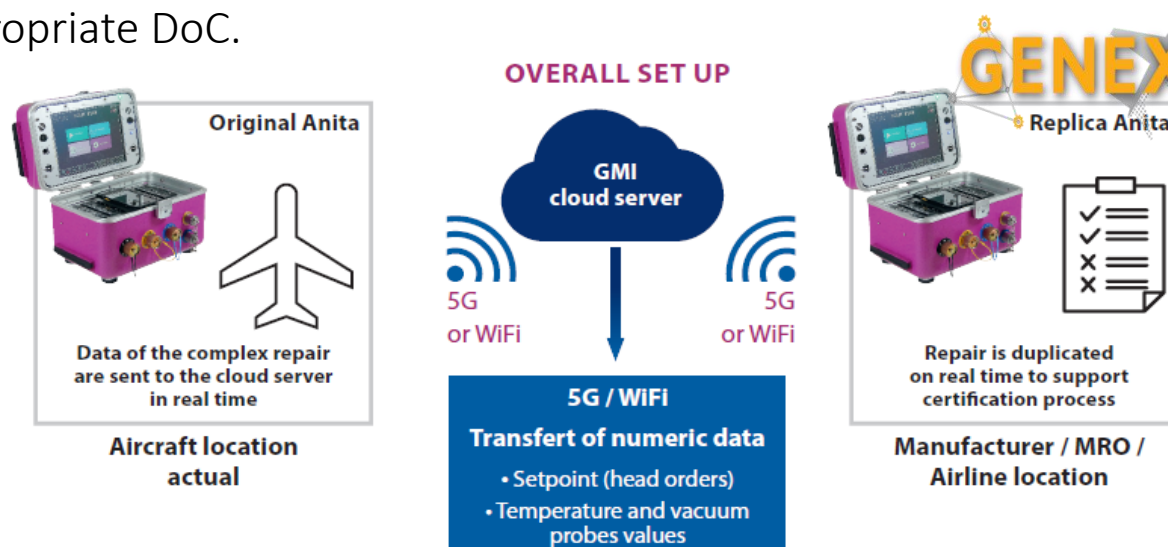 ropriate DoC.
OVERALL SET UP
GENEX
Original Anita
Replica Anita
GMI
cloud server
5G
or WiFi
5G
or WiFi
Data of the complex repair
are sent to the cloud server
in real time
Aircraft location
actual
5G / WiFi
Transfert of numeric data
• Setpoint (head orders)
• Temperature and vacuum
probes values
Repair is duplicated
on real time to support
certification process
Manufacturer / MRO /
Airline location